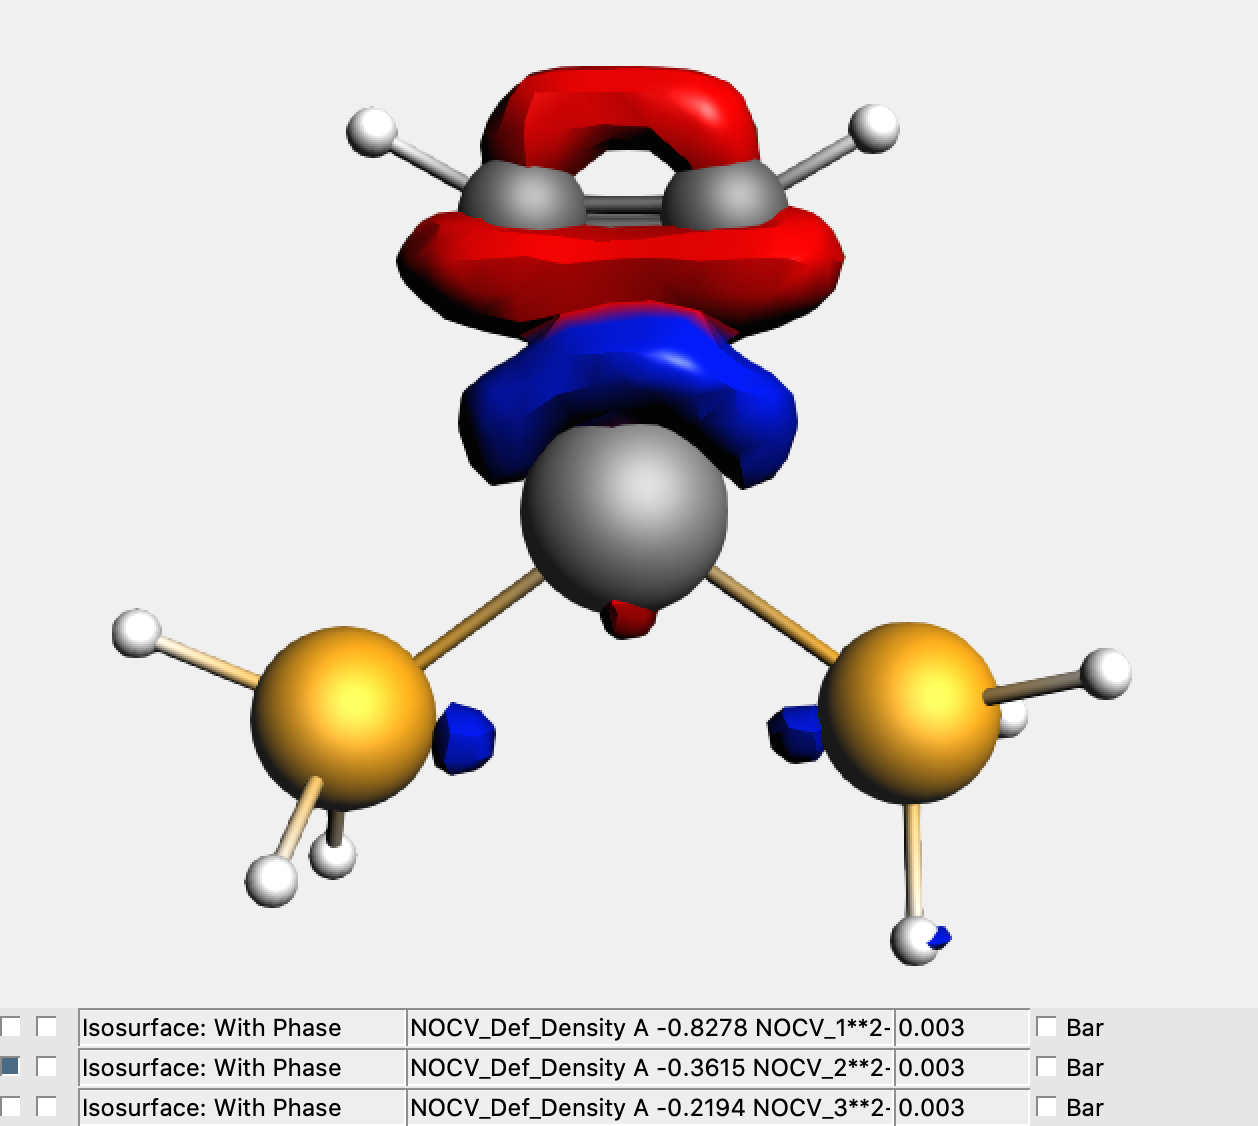 Isosurface: With Phase NOCV_Def_Density A -0.8278 NOCV_1**2- 0.003 Bar
Isosurface: With Phase NOCV_Def_Density A -0.3615 NOCV_2**2- 0.003 Bar
Isosurface: With Phase NOCV_Def_Density A -0.2194 NOCV_3**2- 0.003 Bar